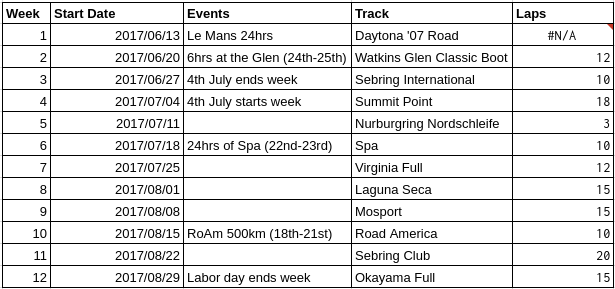 Week Start Date Events Track Laps
1 2017/06/13 Le Mans 24hrs Daytona '07 Road #N/A
2 2017/06/20 6hrs at the Glen (24th-25th) Watkins Glen Classic Boot 12
3 2017/06/27 4th July ends week Sebring International 10
4 2017/07/04 4th July starts week Summit Point 18
5 2017/07/11 Nurburgring Nordschleife 3
6 2017/07/18 24hrs of Spa (22nd-23rd) Spa 10
7 2017/07/25 Virginia Full 12
8 2017/08/01 Laguna Seca 15
9 2017/08/08 Mosport 15
10 2017/08/15 RoAm 500km (18th-21st) Road America 10
11 2017/08/22 Sebring Club 20
12 2017/08/29 Labor day ends week Okayama Full 15